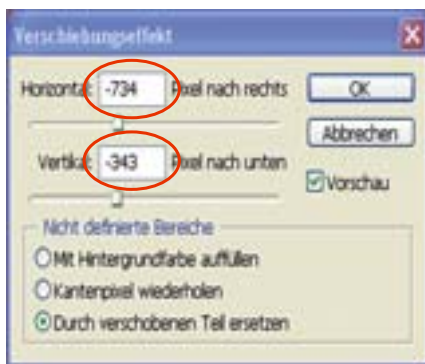 Verschiebungseffekt
Horizontal: -734 Pixel nach rechts
OK
Abbrechen
Vertikal: -343 Pixel nach unten
Vorschau
Nicht definierte Bereiche
Mit Hintergrundfarbe auffüllen
Kantenpixel wiederholen
Durch verschobenen Teil ersetzen